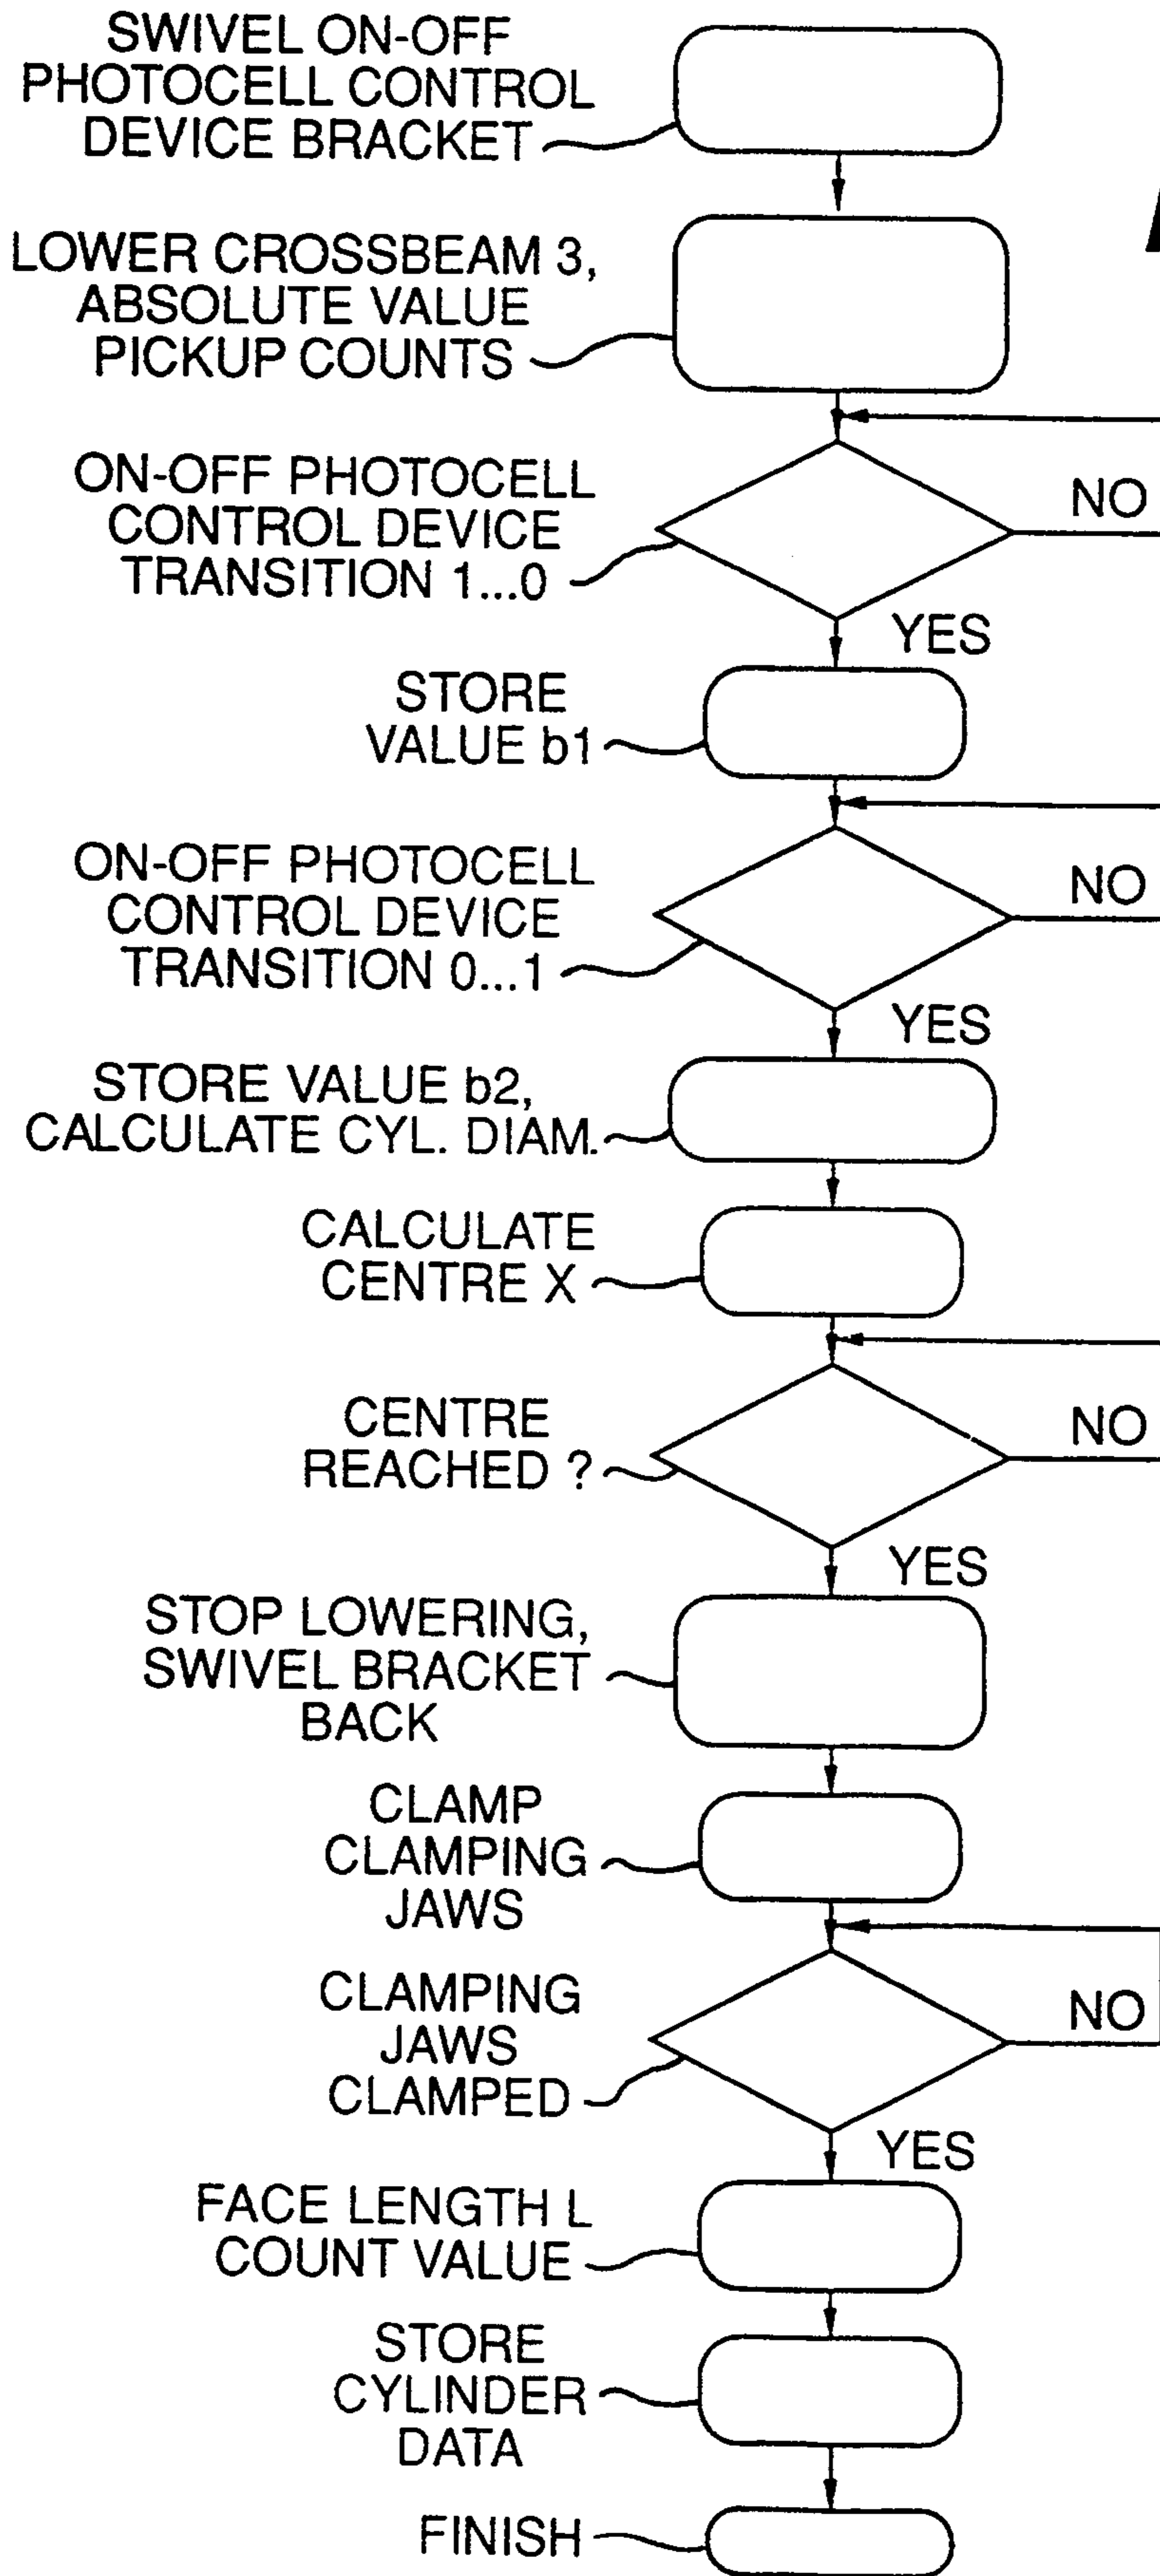 SWIVEL ON-OFF
PHOTOCELL CONTROL
DEVICE BRACKET
LOWER CROSSBEAM 3,
ABSOLUTE VALUE
PICKUP COUNTS
ON-OFF PHOTOCELL
CONTROL DEVICE
TRANSITION 1...0
NO
YES
STORE
VALUE b1
ON-OFF PHOTOCELL
CONTROL DEVICE
TRANSITION 0...1
NO
YES
STORE VALUE b2,
CALCULATE CYL. DIAM.
CALCULATE
CENTRE X
CENTRE
REACHED ?
NO
YES
STOP LOWERING,
SWIVEL BRACKET
BACK
CLAMP
CLAMPING
JAWS
CLAMPING
JAWS
CLAMPED
NO
YES
FACE LENGTH L
COUNT VALUE
STORE
CYLINDER
DATA
FINISH